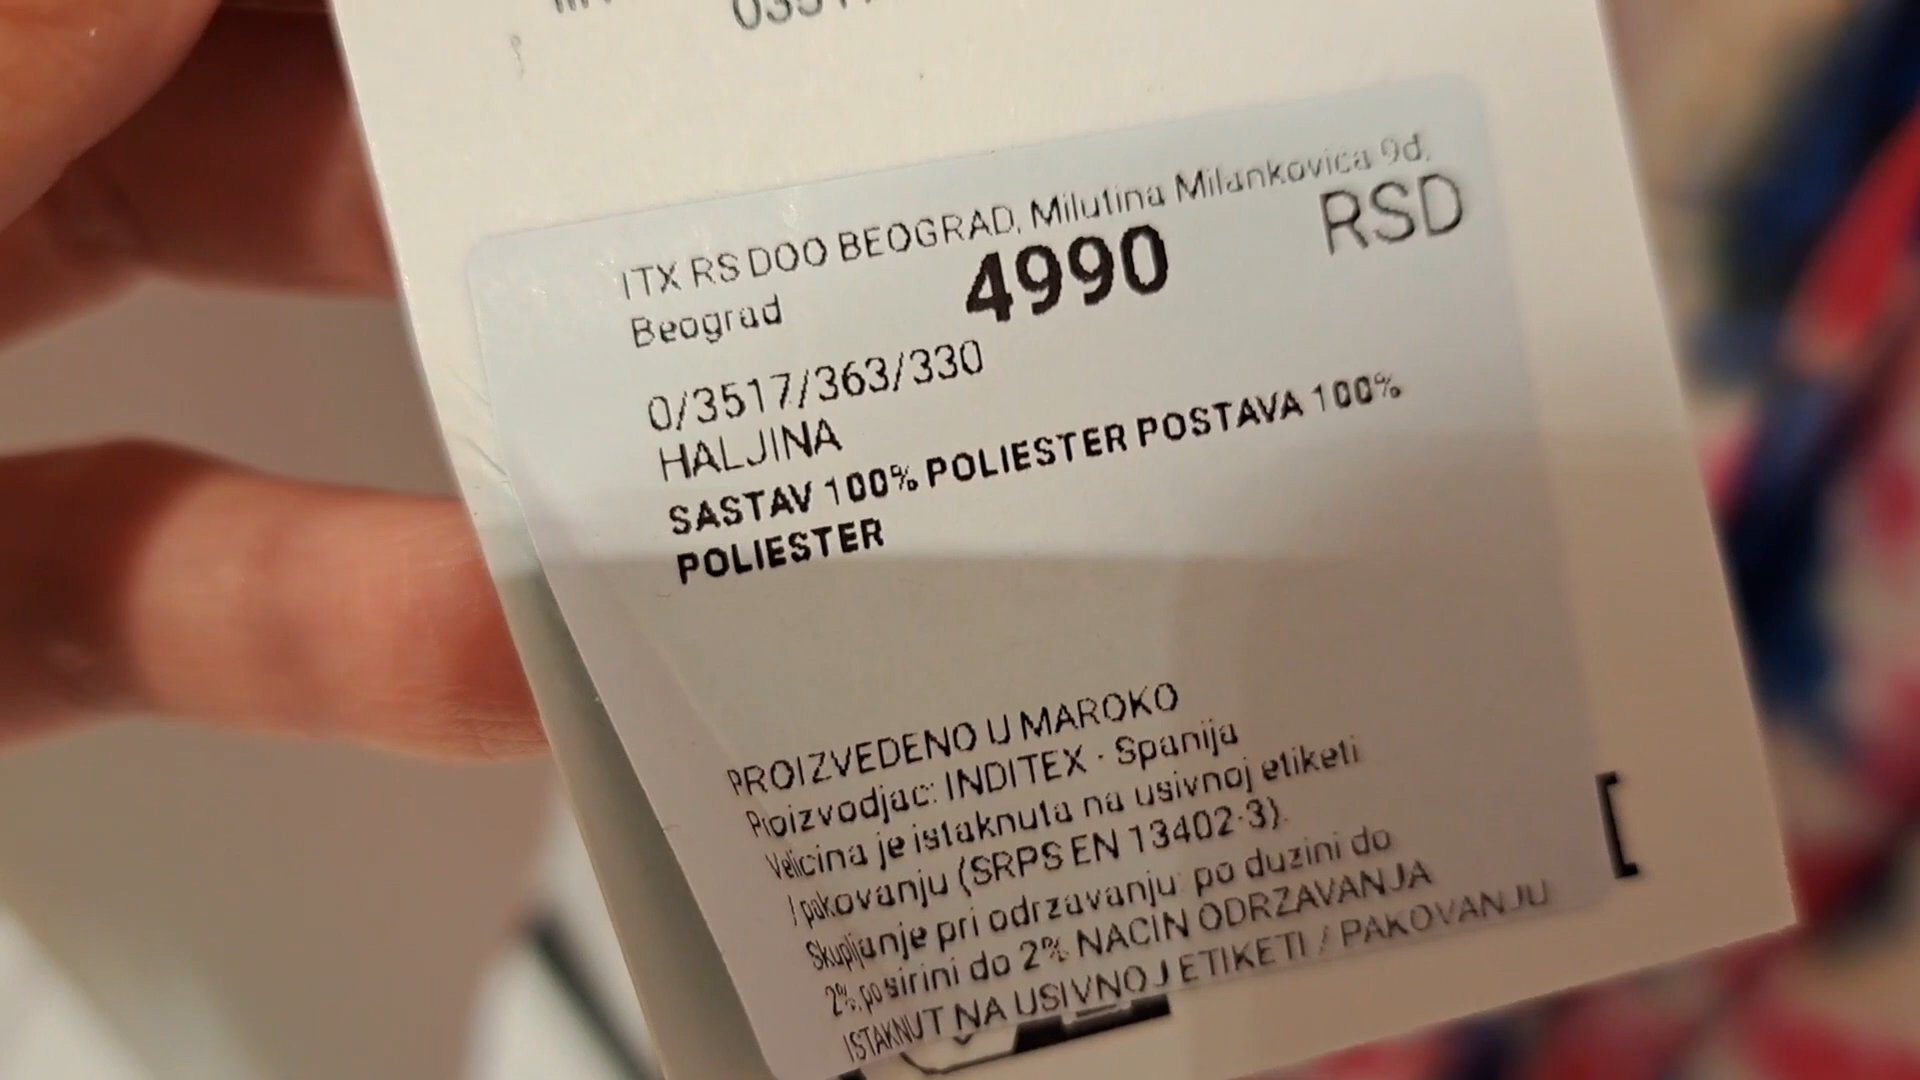 ITX RS DOO BEOGRAD, Milutina Milankovica 9d,
Beograd
4990
RSD
0/3517/363/330
HALJINA
SASTAV 100% POLIESTER POSTAVA 100%
POLIESTER
PROIZVEDENO U MAROKO
Proizvodjac: INDITEX - Spanija
Velicina je istaknuta na usivnoj etiketi
/ pakovanju (SRPS EN 13402-3).
Skupljanje pri odrzavanju po duzini do
2%,po sirini do 2% NACIN ODRZAVANJA
ISTAKNUT NA USIVNOJ ETIKETI / PAKOVANJU